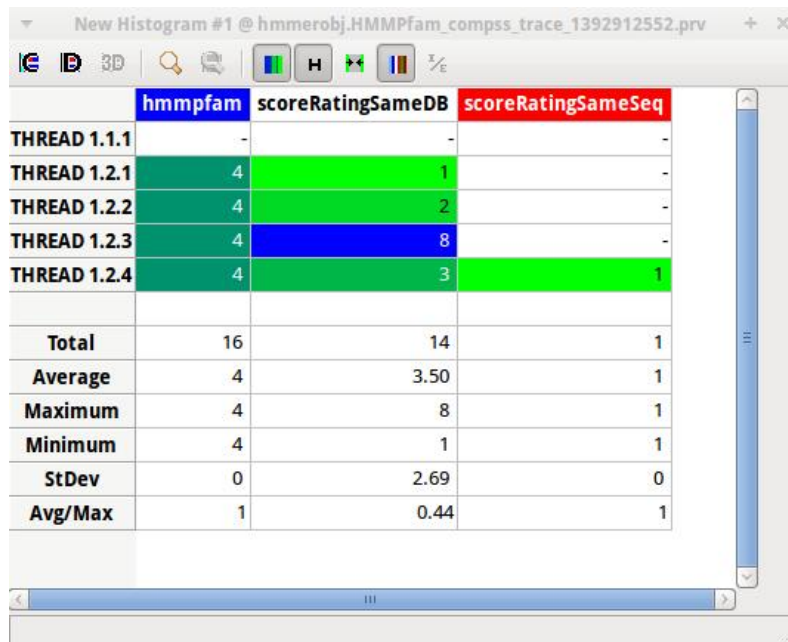 New Histogram #1 @ hmmerobj.HMMPfam_compss_trace_1392912552.prv
3D H Σ
hmmpfam scoreRatingSameDB scoreRatingSameSeq
THREAD 1.1.1 - - -
THREAD 1.2.1 4 1 -
THREAD 1.2.2 4 2 -
THREAD 1.2.3 4 8 -
THREAD 1.2.4 4 3 1
Total 16 14 1
Average 4 3.50 1
Maximum 4 8 1
Minimum 4 1 1
StDev 0 2.69 0
Avg/Max 1 0.44 1